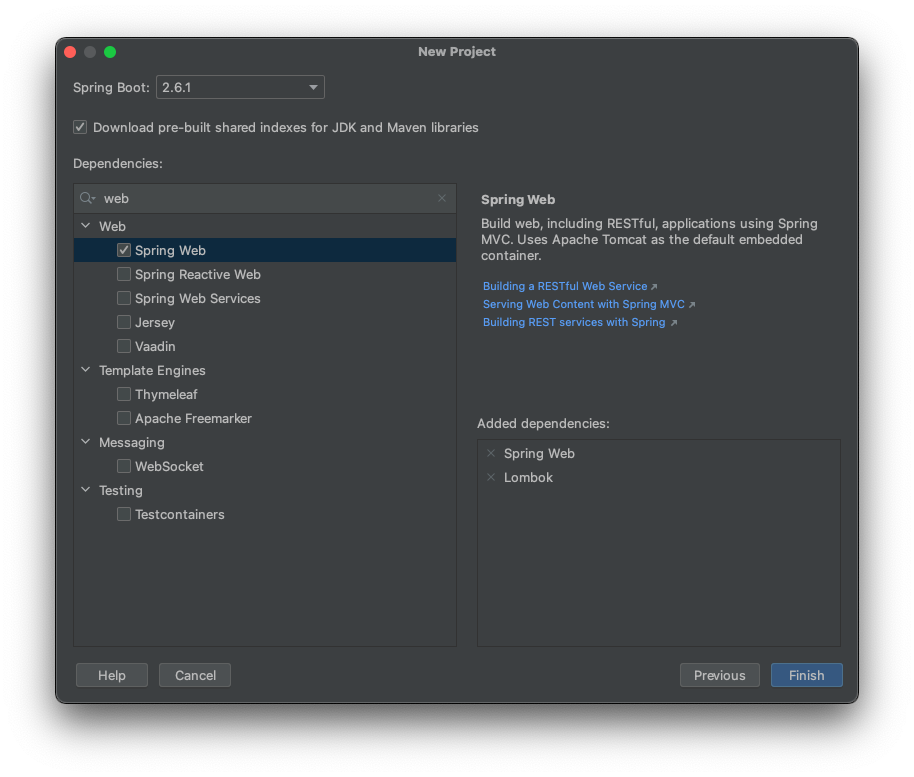 New Project
Spring Boot: 2.6.1
Download pre-built shared indexes for JDK and Maven libraries
Dependencies:
web
Web
Spring Web
Spring Reactive Web
Spring Web Services
Jersey
Vaadin
Template Engines
Thymeleaf
Apache Freemarker
Messaging
WebSocket
Testing
Testcontainers
Spring Web
Build web, including RESTful, applications using Spring
MVC. Uses Apache Tomcat as the default embedded
container.
Building a RESTful Web Service
Serving Web Content with Spring MVC
Building REST services with Spring
Added dependencies:
Spring Web
Lombok
Help
Cancel
Previous
Finish